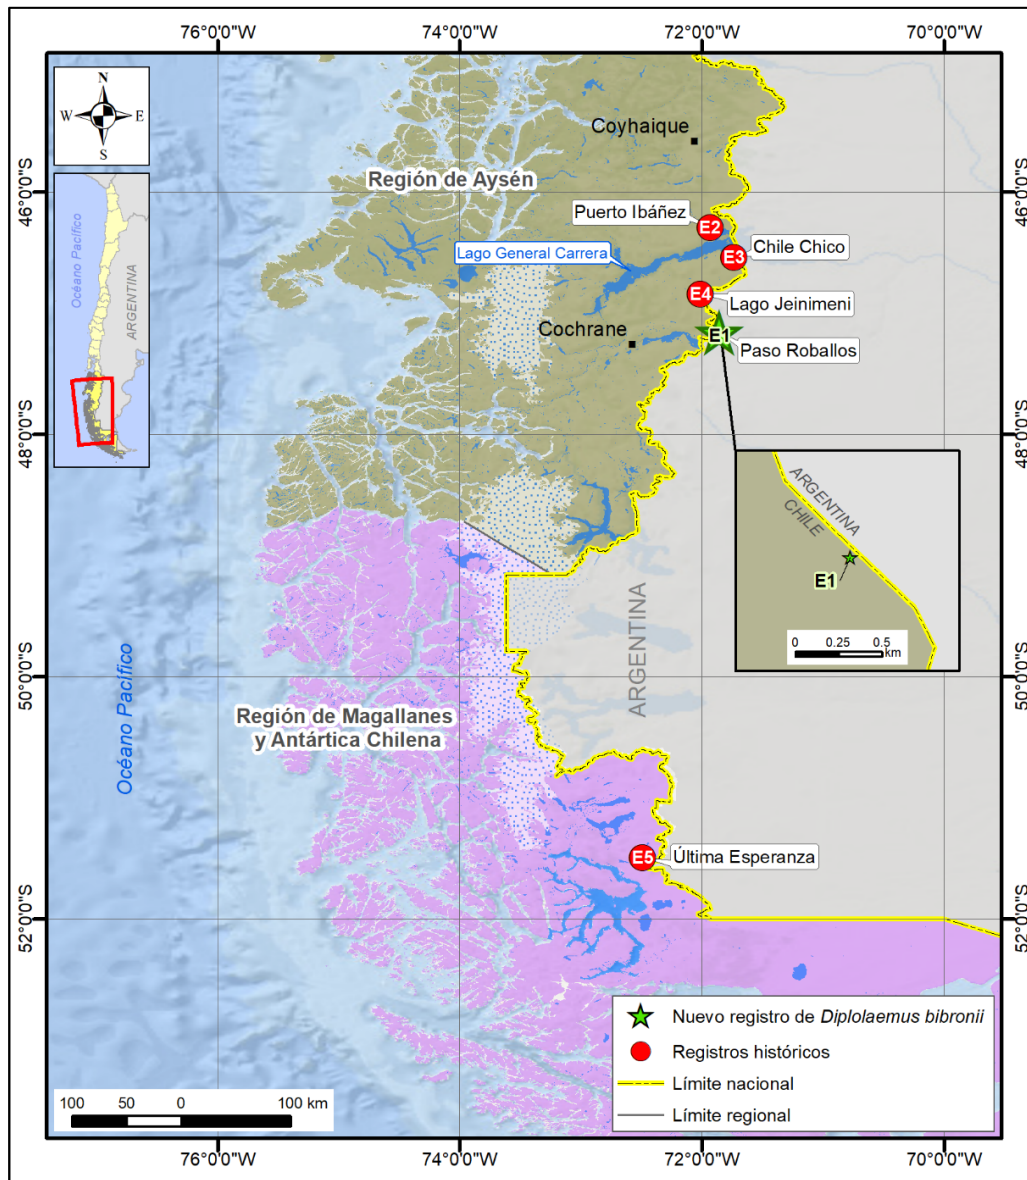 76°0'0"W 74°0'0"W 72°0'0"W 70°0'0"W
N
W E
S
Océano Pacífico
ARGENTINA
Coyhaique
Región de Aysén
46°0'0"S
46°0'0"S
Puerto Ibáñez
E2
Lago General Carrera
E3
Chile Chico
E4
Lago Jeinimeni
Cochrane
E1
Paso Roballos
48°0'0"S
48°0'0"S
ARGENTINA
CHILE
E1
0 0.25 0.5
km
ARGENTINA
50°0'0"S
50°0'0"S
Océano Pacífico
Región de Magallanes
y Antártica Chilena
E5
Última Esperanza
52°0'0"S
52°0'0"S
Nuevo registro de Diplolaemus bibronii
Registros históricos
Límite nacional
Límite regional
100 50 0 100 km
76°0'0"W 74°0'0"W 72°0'0"W 70°0'0"W